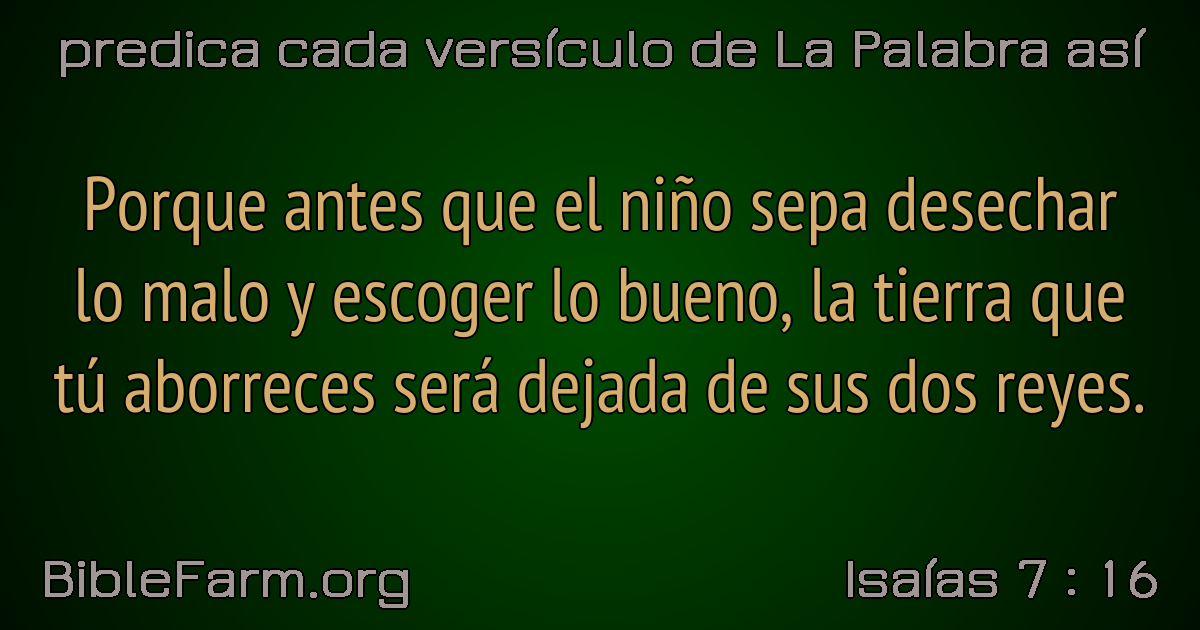 predica cada versículo de La Palabra así
Porque antes que el niño sepa desechar
lo malo y escoger lo bueno, la tierra que
tú aborreces será dejada de sus dos reyes.
BibleFarm.org
Isaías 7 : 16